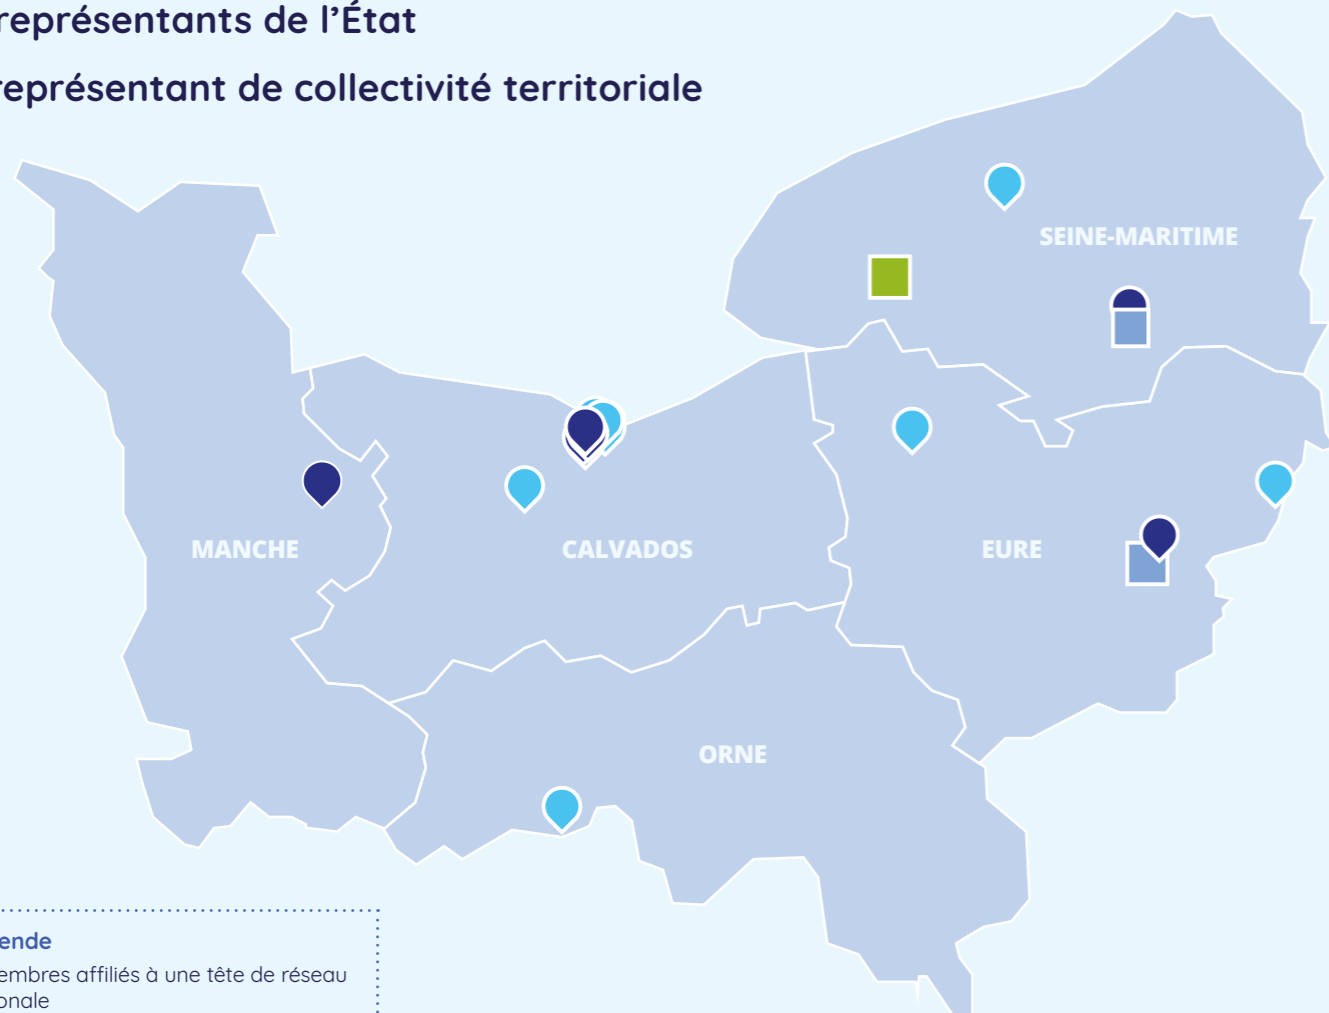 représentants de l'État
représentant de collectivité territoriale
SEINE-MARITIME
MANCHE
CALVADOS
EURE
ORNE
ende
embres affiliés à une tête de réseau
onale